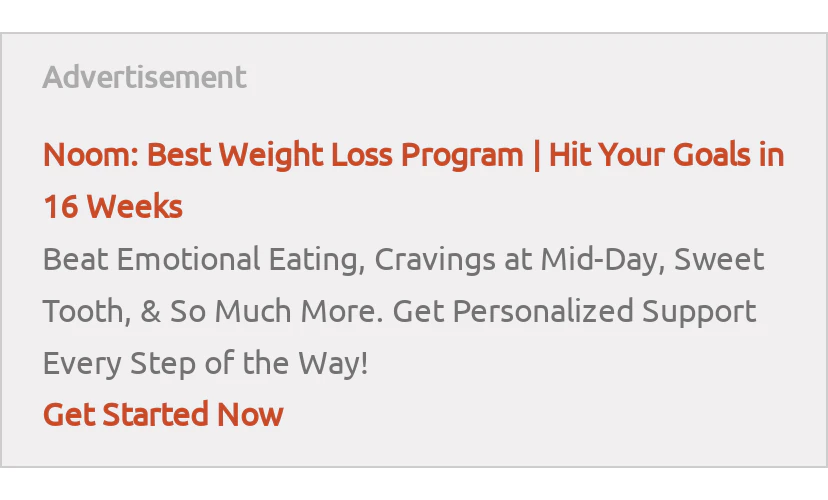 Advertisement
Noom: Best Weight Loss Program | Hit Your Goals in
16 Weeks
Beat Emotional Eating, Cravings at Mid-Day, Sweet
Tooth, & So Much More. Get Personalized Support
Every Step of the Way!
Get Started Now